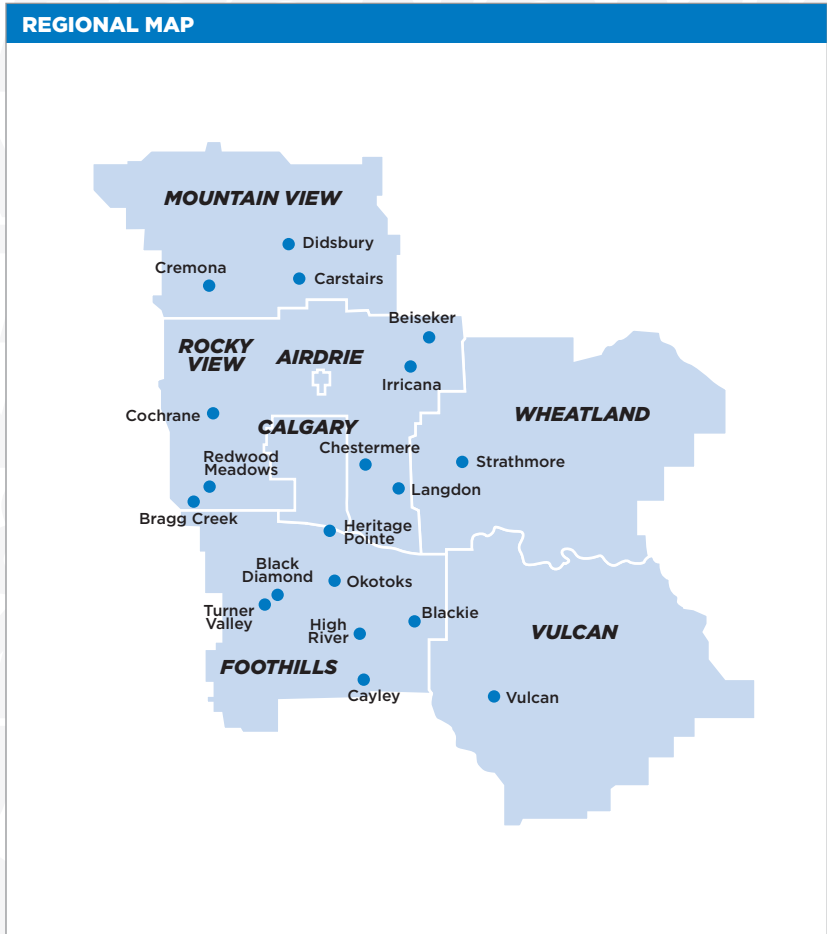 REGIONAL MAP
MOUNTAIN VIEW
Didsbury
Cremona
Carstairs
Beiseker
ROCKY
VIEW
AIRDRIE
Irricana
Cochrane
WHEATLAND
CALGARY
Chestermere
Redwood
Meadows
Strathmore
Langdon
Bragg Creek
Heritage
Pointe
Black
Diamond
Okotoks
Turner
Valley
Blackie
High
River
VULCAN
FOOTHILLS
Cayley
Vulcan